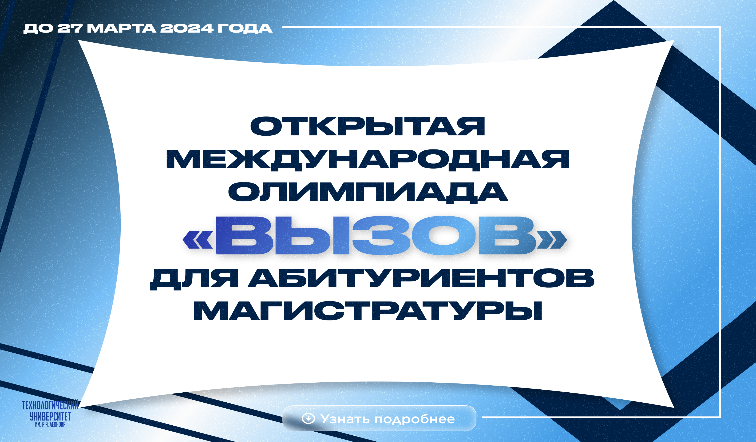 ДО 27 МАРТА 2024 ГОДА
ОТКРЫТАЯ
МЕЖДУНАРОДНАЯ
ОЛИМПИАДА
«ВЫЗОВ»
ДЛЯ АБИТУРИЕНТОВ
МАГИСТРАТУРЫ
ТЕХНОЛОГИЧЕСКИЙ
УНИВЕРСИТЕТ
Узнать подробнее